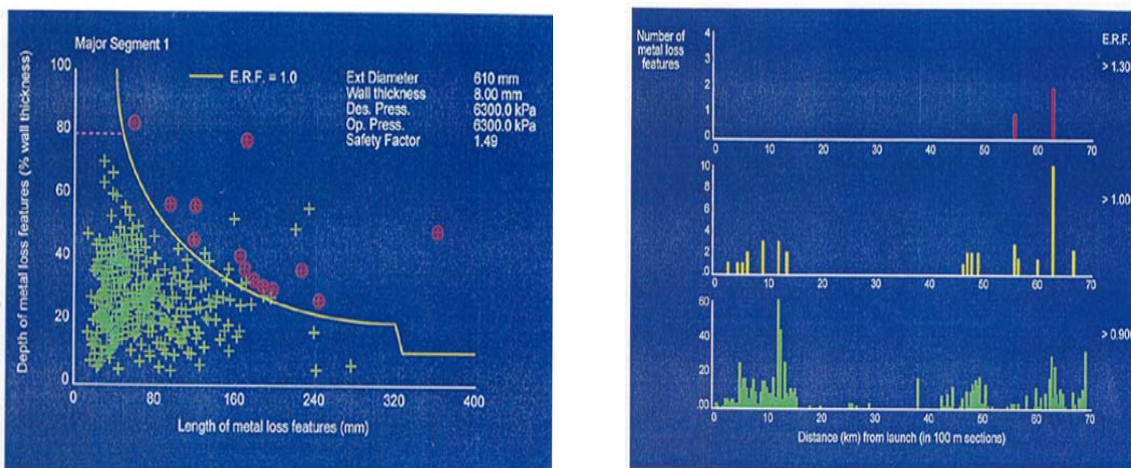 Major Segment 1
E.R.F. = 1.0
Ext Diameter 610 mm
Wall thickness 8.00 mm
Des. Press. 6300.0 kPa
Op. Press. 6300.0 kPa
Safety Factor 1.49
Depth of metal loss features (% wall thickness)
100
80
60
40
20
0
0 80 160 240 320 400
Length of metal loss features (mm)
Number of metal loss features
E.R.F.
4
3
2
1
0
> 1.30
0 10 20 30 40 50 60 70
10
8
6
4
2
.0
> 1.00
0 10 20 30 40 50 60 70
60
40
20
.00
> 0.90
0 10 20 30 40 50 60 70
Distance (km) from launch (in 100 m sections)